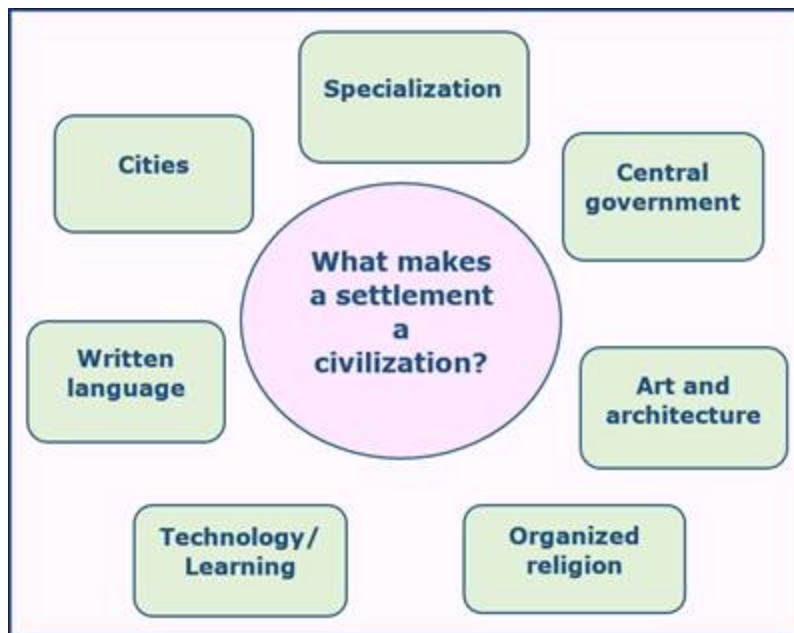 Specialization
Cities
Central
government
What makes
a settlement
a
civilization?
Written
language
Art and
architecture
Technology/
Learning
Organized
religion